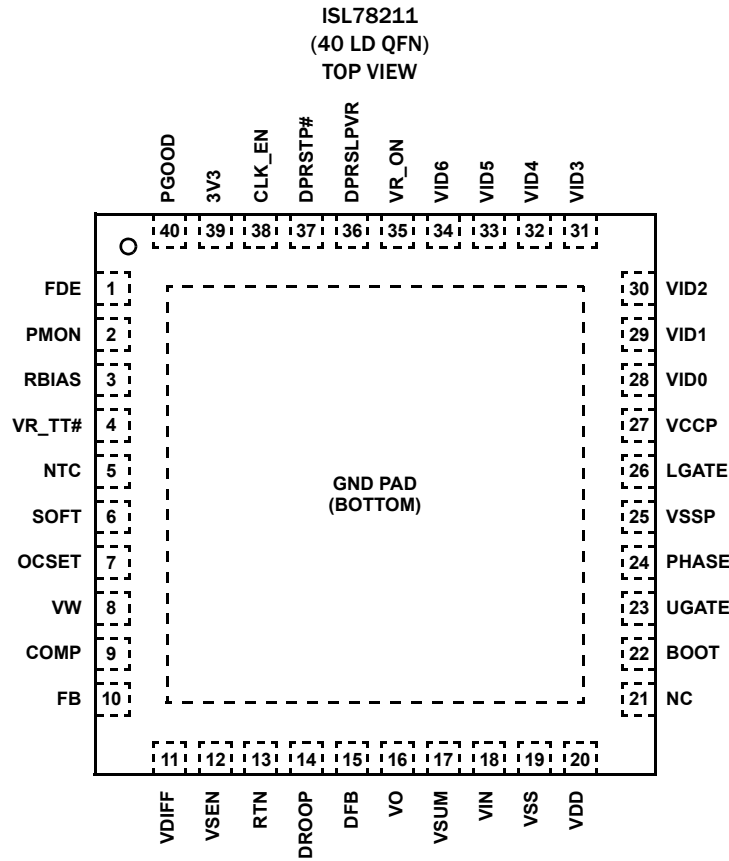 ISL78211
(40 LD QFN)
TOP VIEW
PGOOD
3V3
CLK_EN
DPRSTP#
DPRSLPVR
VR_ON
VID6
VID5
VID4
VID3
40 39 38 37 36 35 34 33 32 31
FDE 1
PMON 2
RBIAS 3
VR_TT# 4
NTC 5
SOFT 6
OCSET 7
VW 8
COMP 9
FB 10
GND PAD
(BOTTOM)
30 VID2
29 VID1
28 VID0
27 VCCP
26 LGATE
25 VSSP
24 PHASE
23 UGATE
22 BOOT
21 NC
11 12 13 14 15 16 17 18 19 20
VDIFF
VSEN
RTN
DROOP
DFB
VO
VSUM
VIN
VSS
VDD